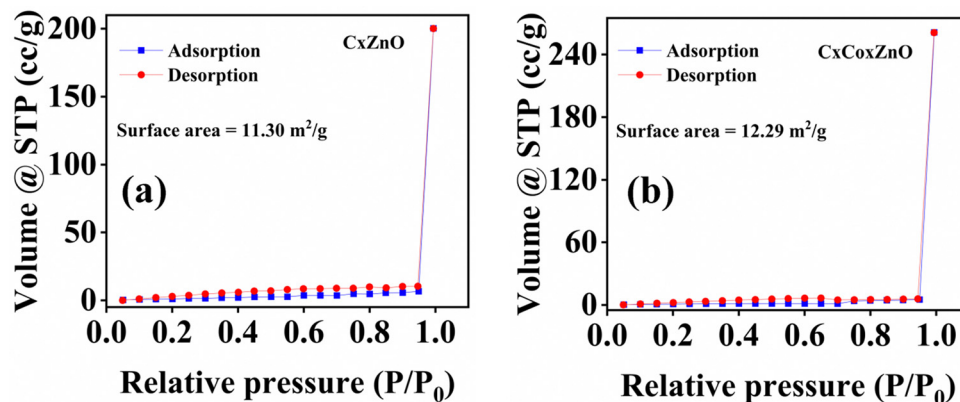 CxZnO
Adsorption
Desorption
Surface area = 11.30 m²/g
(a)
Volume @ STP (cc/g)
200
150
100
50
0
0.0 0.2 0.4 0.6 0.8 1.0
Relative pressure (P/P₀)
CxCoxZnO
Adsorption
Desorption
Surface area = 12.29 m²/g
(b)
Volume @ STP (cc/g)
240
180
120
60
0
0.0 0.2 0.4 0.6 0.8 1.0
Relative pressure (P/P₀)